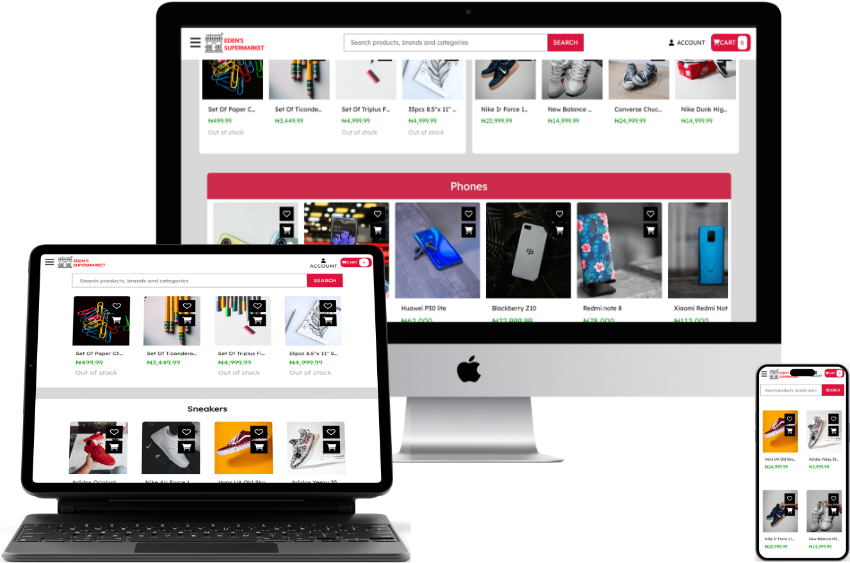 EDEN'S
SUPERMARKET
Search products, brands and categories
SEARCH
ACCOUNT
CART
0
Set Of Paper C...
Set Of Ticonde...
Set Of Triplus F...
33pcs 8.5"x 11" ...
Nike Ir Force 1...
New Balance ...
Converse Chuc...
Nike Dunk Hig...
₦499.99
₦3,449.99
₦4,999.99
₦4,999.99
₦23,999.99
₦14,999.99
₦24,999.99
₦14,999.99
Out of stock
Out of stock
Out of stock
Phones
Huawei P30 lite
Blackberry Z10
Redmi note 8
Xiaomi Redmi Not
₦62,000
₦22,999.99
₦78,000
₦112,000
EDEN'S
SUPERMARKET
ACCOUNT
CART
Search products, brands and categories
SEARCH
Set Of Paper Cli...
Set Of Ticondero...
Set Of Triplus Fi...
33pcs 8.5"x 11" S...
₦499.99
₦3,449.99
₦4,999.99
₦4,999.99
Out of stock
Out of stock
Out of stock
Sneakers
Adidas Original
Nike Air Force 1
Vans UA Old Sko
Adidas Yeezy 35
EDEN'S
SUPERMARKET
CART
Search products, brands and c
SEARCH
Vans UA Old Sko...
Adidas Yeezy 35...
₦24,999.99
₦3,999.99
Nike Ir Force 1 L...
New Balance M...
₦23,999.99
₦14,999.99